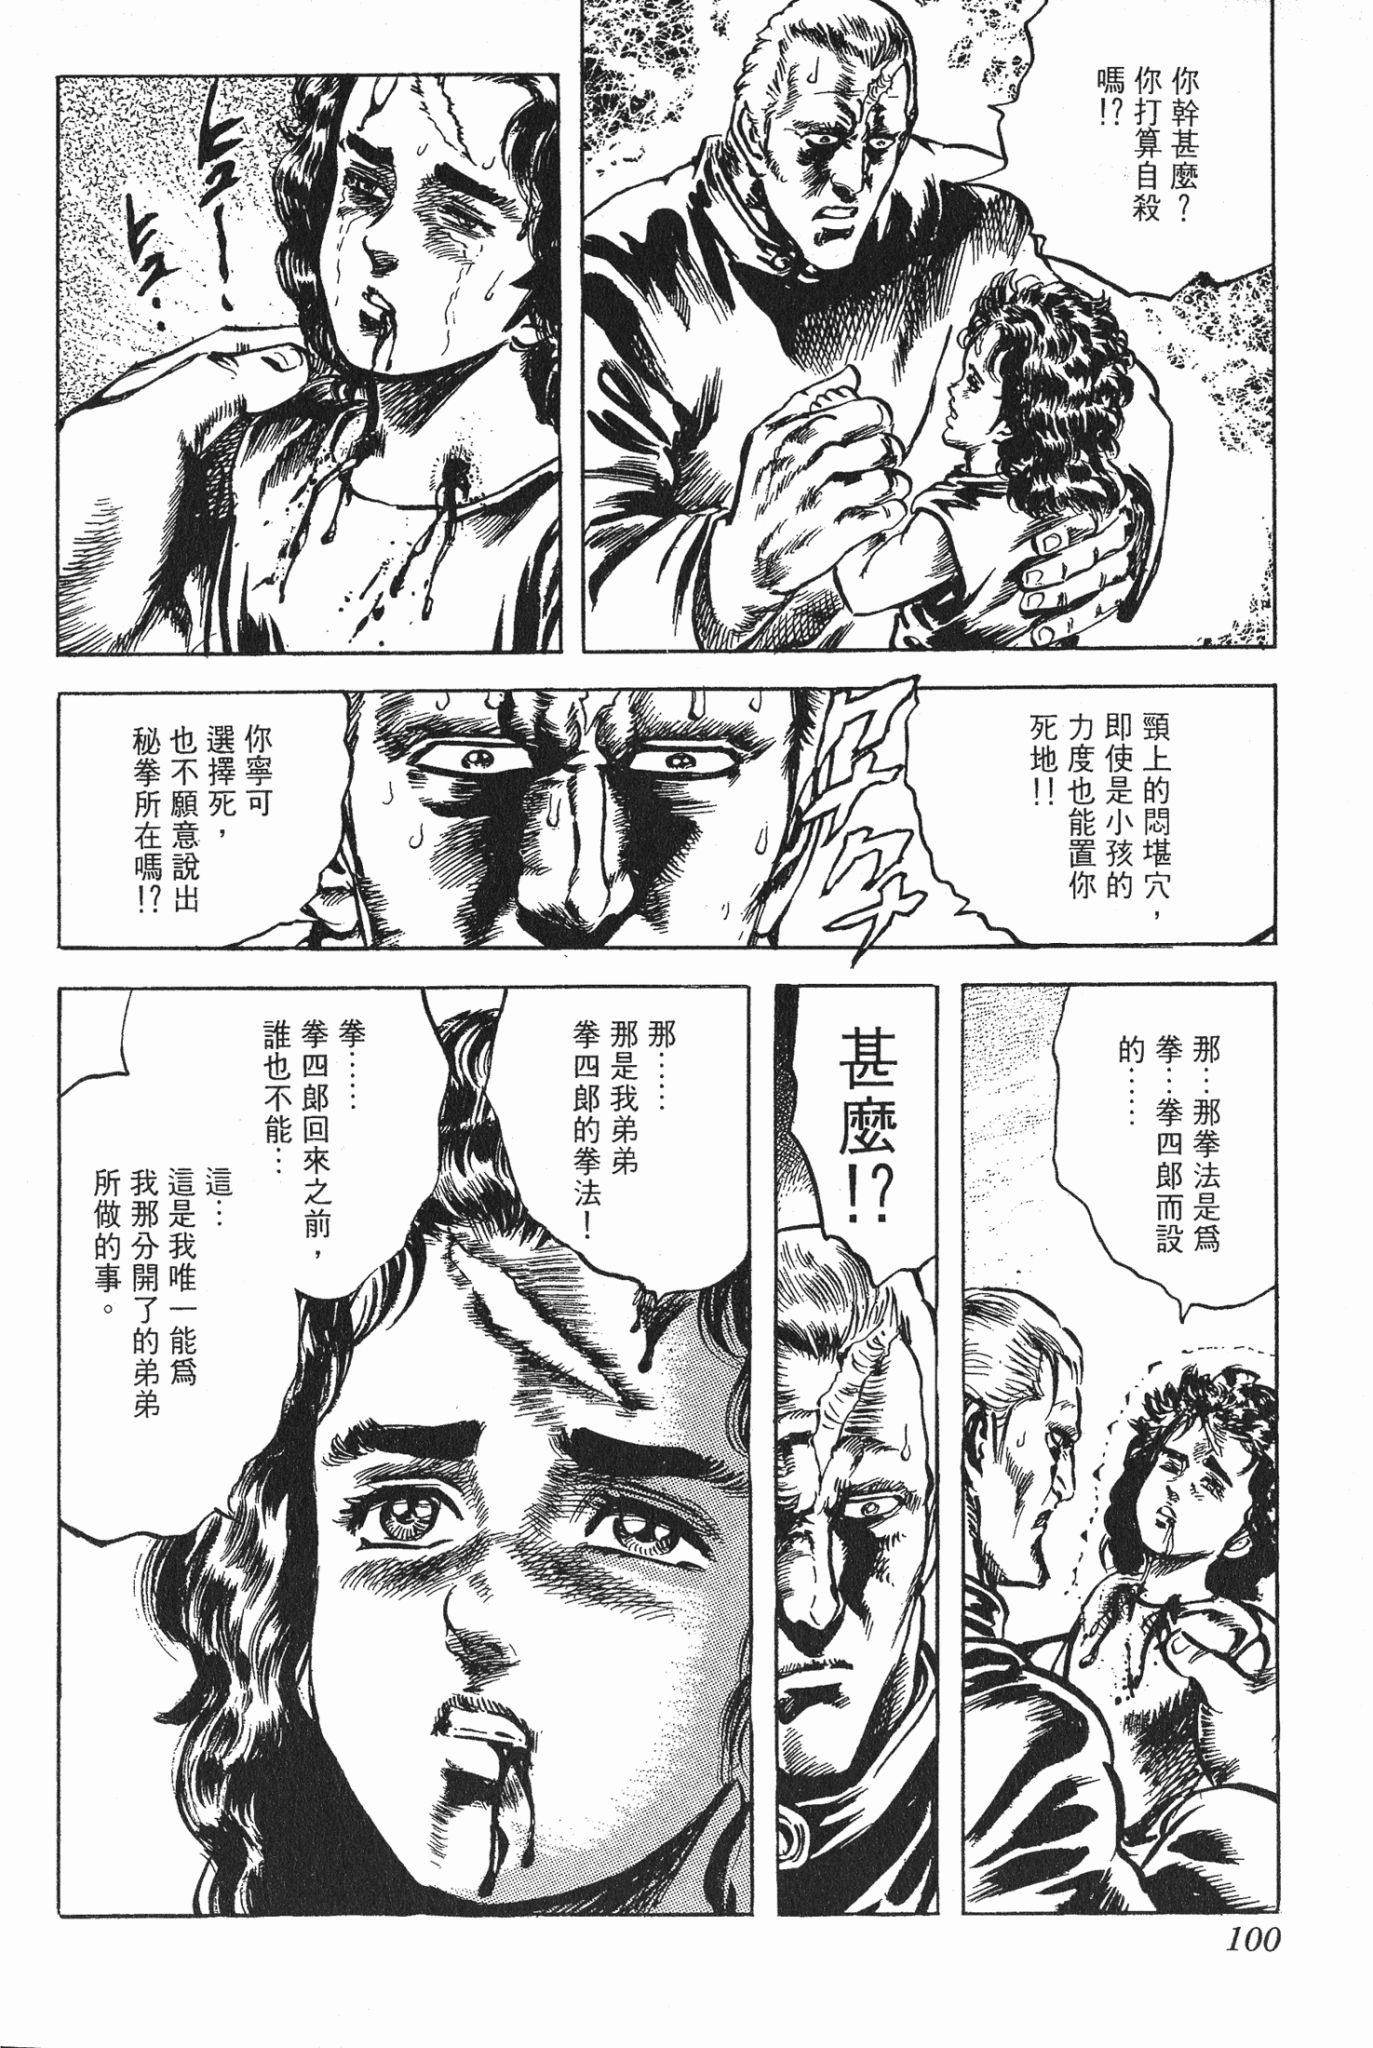 你幹甚麼?
你打算自殺
嗎!?
ヒュー
ヒュ…
頸上的悶堪穴，
即使是小孩的
力度也能置你
死地!!
你寧可
選擇死，
也不願意說出
秘拳所在嗎!?
那…那拳法是爲
拳…拳四郎而設
的……
甚麼!?
那……
那是我弟弟
拳四郎的拳法!
拳……
拳四郎回來之前，
誰也不能…
這…
這是我唯一能爲
我那分開了的弟弟
所做的事。
100